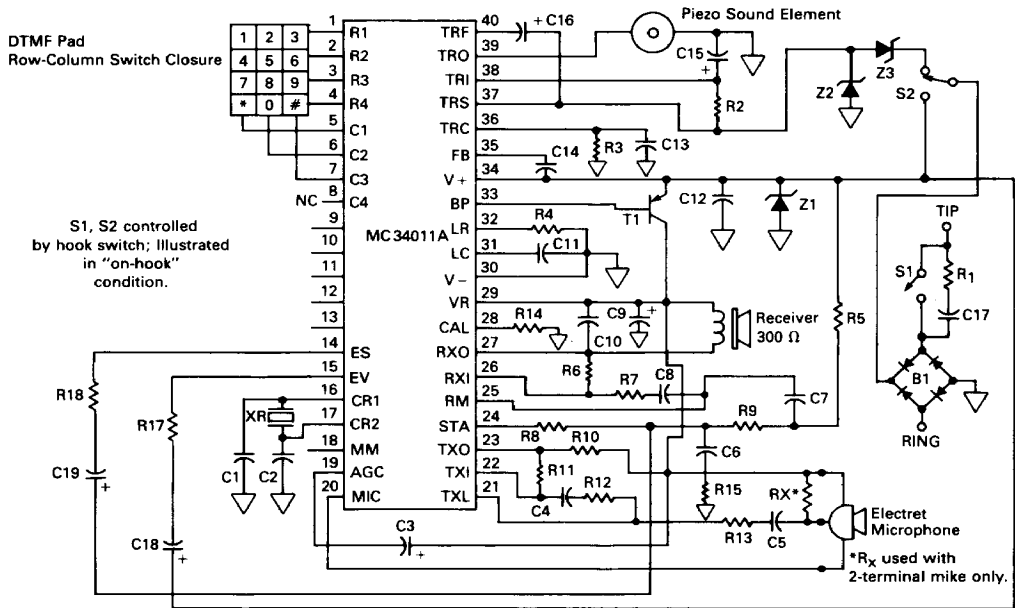 DTMF Pad
Row-Column Switch Closure
1 2 3
4 5 6
7 8 9
* 0 #
S1, S2 controlled
by hook switch; Illustrated
in "on-hook"
condition.
MC34011A
1 R1
2 R2
3 R3
4 R4
5 C1
6 C2
7 C3
NC 8 C4
9
10
11
12
13
14 ES
15 EV
16 CR1
17 CR2
18 MM
19 AGC
20 MIC
TRF 40
TRO 39
TRI 38
TRS 37
TRC 36
FB 35
V+ 34
BP 33
LR 32
LC 31
V- 30
VR 29
CAL 28
RXO 27
RXI 26
RM 25
STA 24
TXO 23
TXI 22
TXL 21
+ C16
Piezo Sound Element
C15
+
R2
Z3
Z2
S2
R3
C13
C14
T1
C12
Z1
R4
C11
TIP
S1
R1
C17
B1
RING
R14
C9
+
C10
Receiver
300 Ω
R5
R6
R7
C8
C7
R8
R9
C6
R10
R11
R12
C4
R15
RX*
R13
C5
Electret
Microphone
*RX used with
2-terminal mike only.
R18
R17
XR
C1
C2
C19
+
C18
+
C3
+